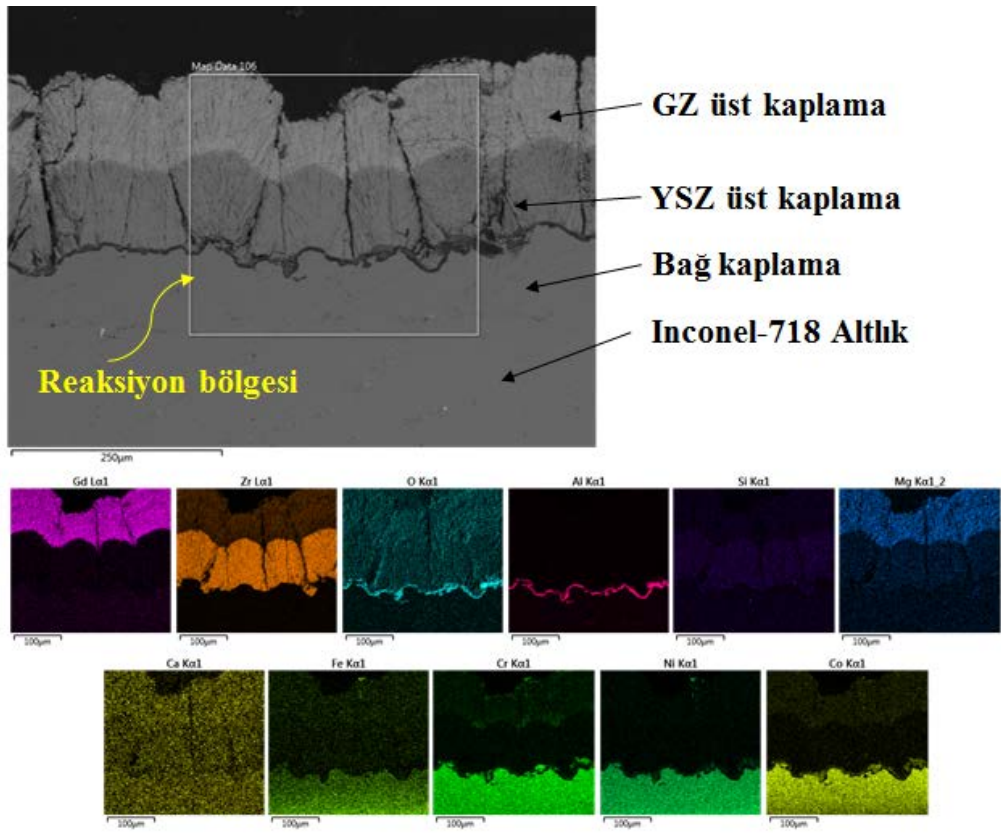 Map Data 106
GZ üst kaplama
YSZ üst kaplama
Bağ kaplama
Inconel-718 Altlık
Reaksiyon bölgesi
250µm
Gd Lα1
Zr Lα1
O Kα1
Al Kα1
Si Kα1
Mg Kα1_2
100µm
100µm
100µm
100µm
100µm
100µm
Ca Kα1
Fe Kα1
Cr Kα1
Ni Kα1
Co Kα1
100µm
100µm
100µm
100µm
100µm